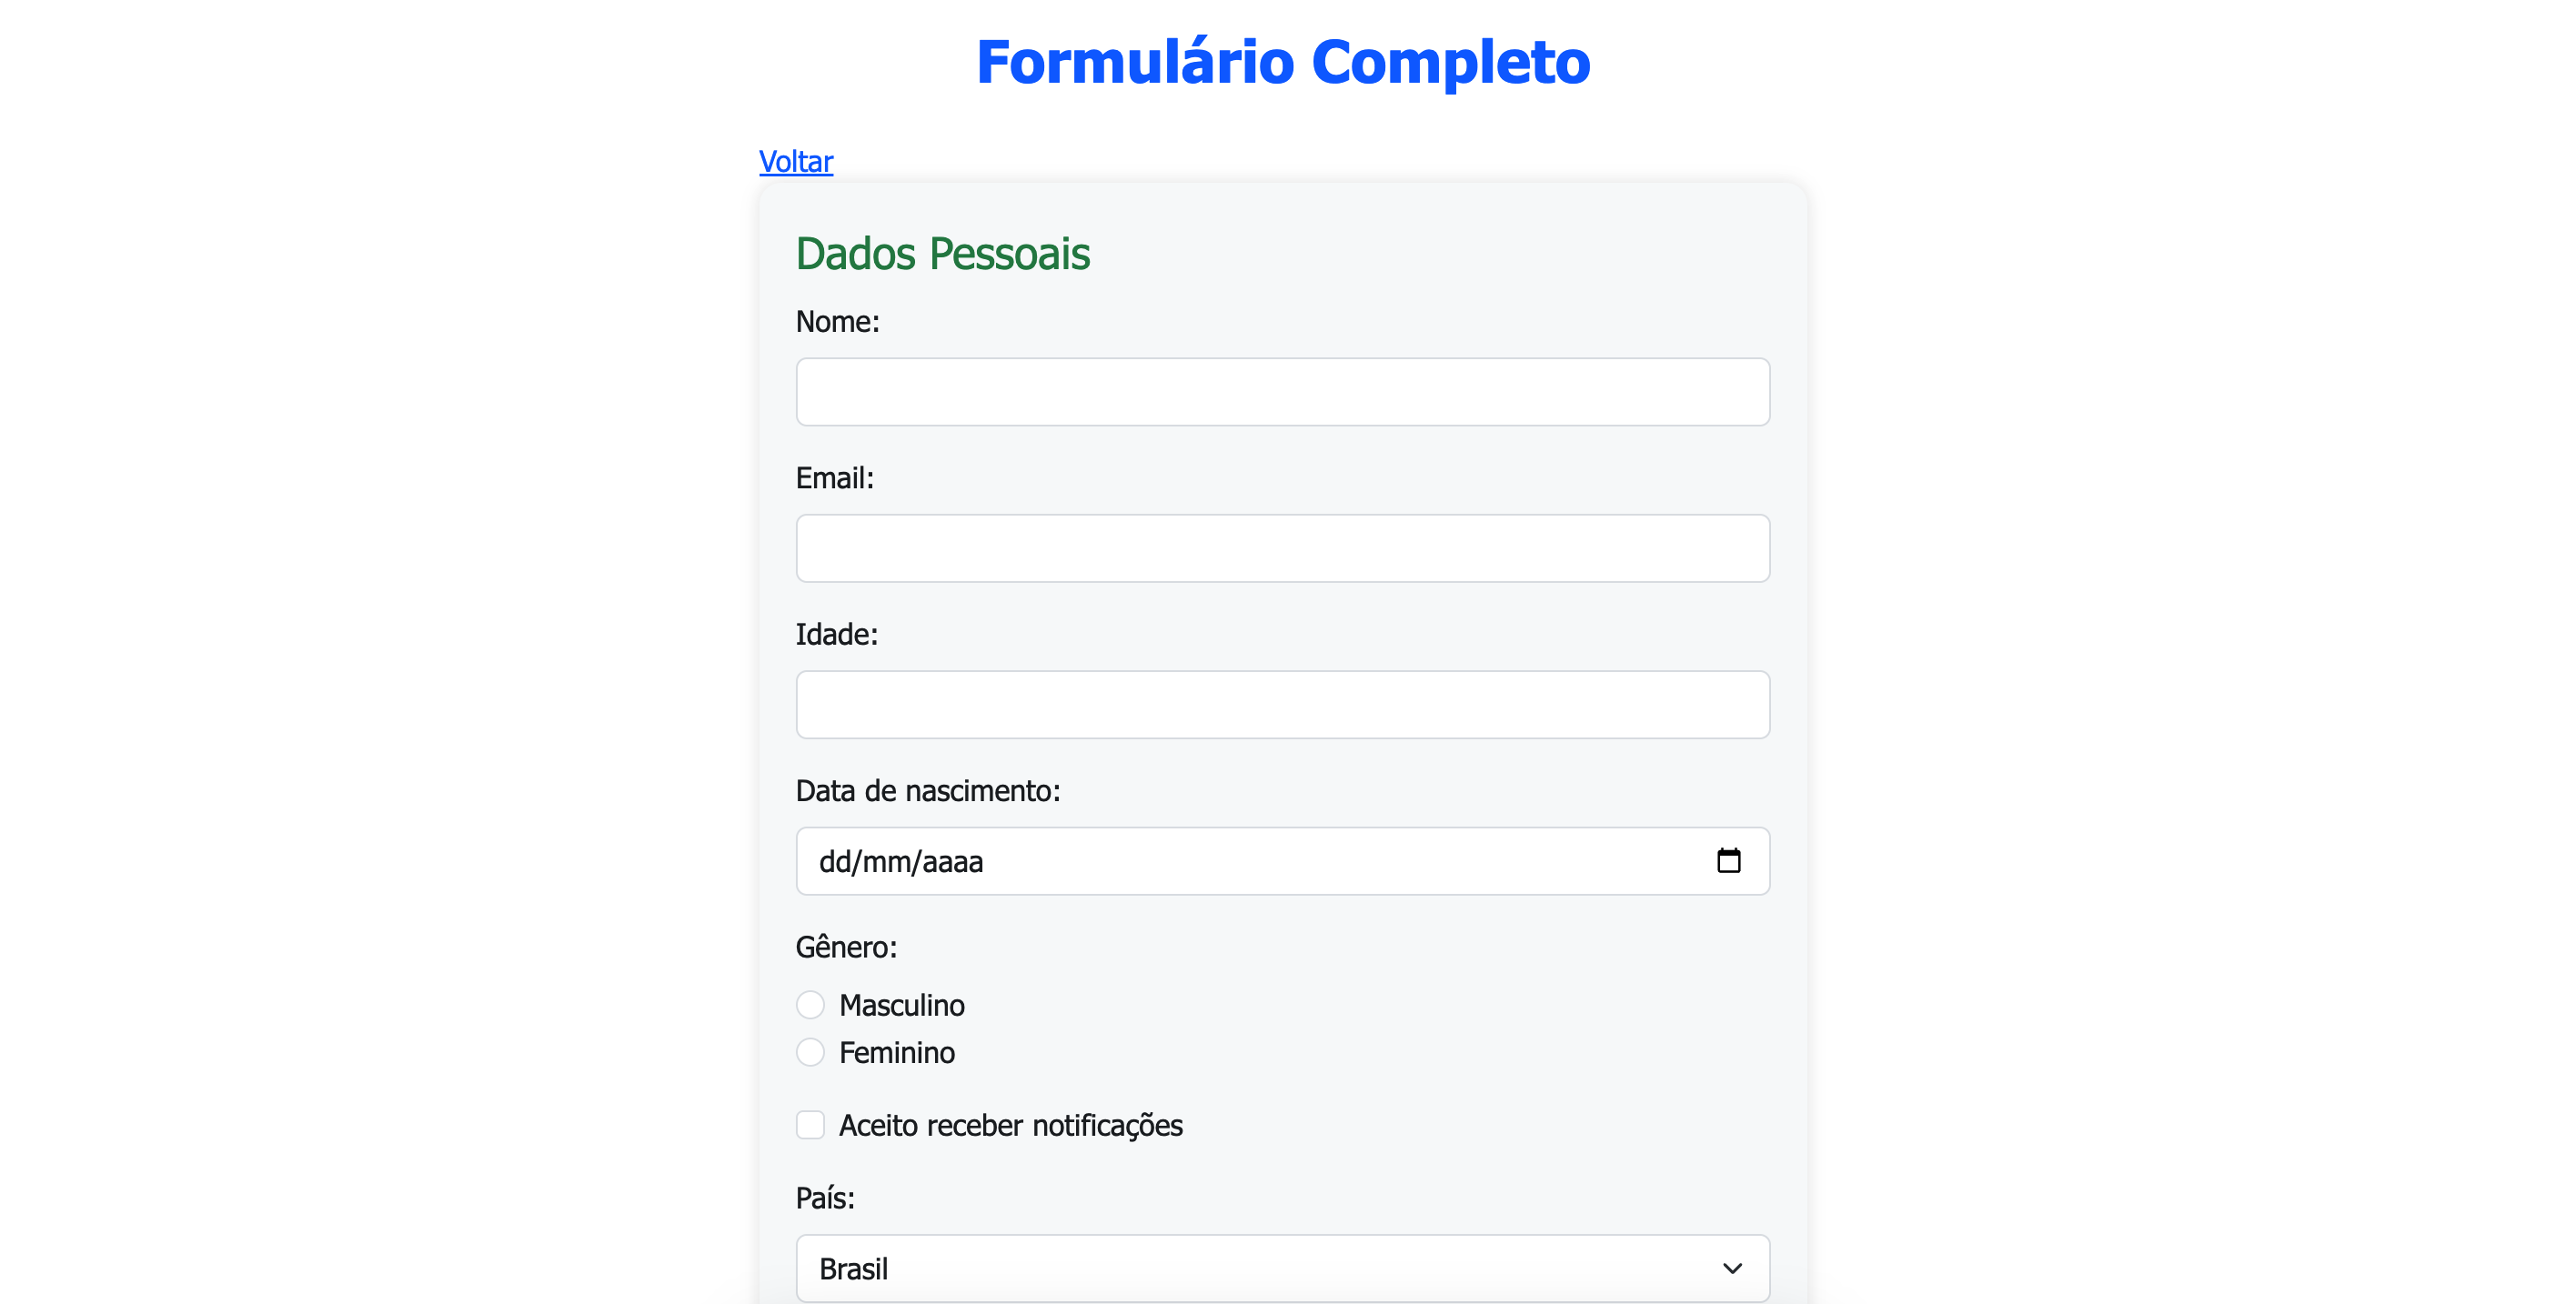 Formulário Completo
Voltar
Dados Pessoais
Nome:
Email:
Idade:
Data de nascimento:
dd/mm/aaaa
Gênero:
Masculino
Feminino
Aceito receber notificações
País:
Brasil